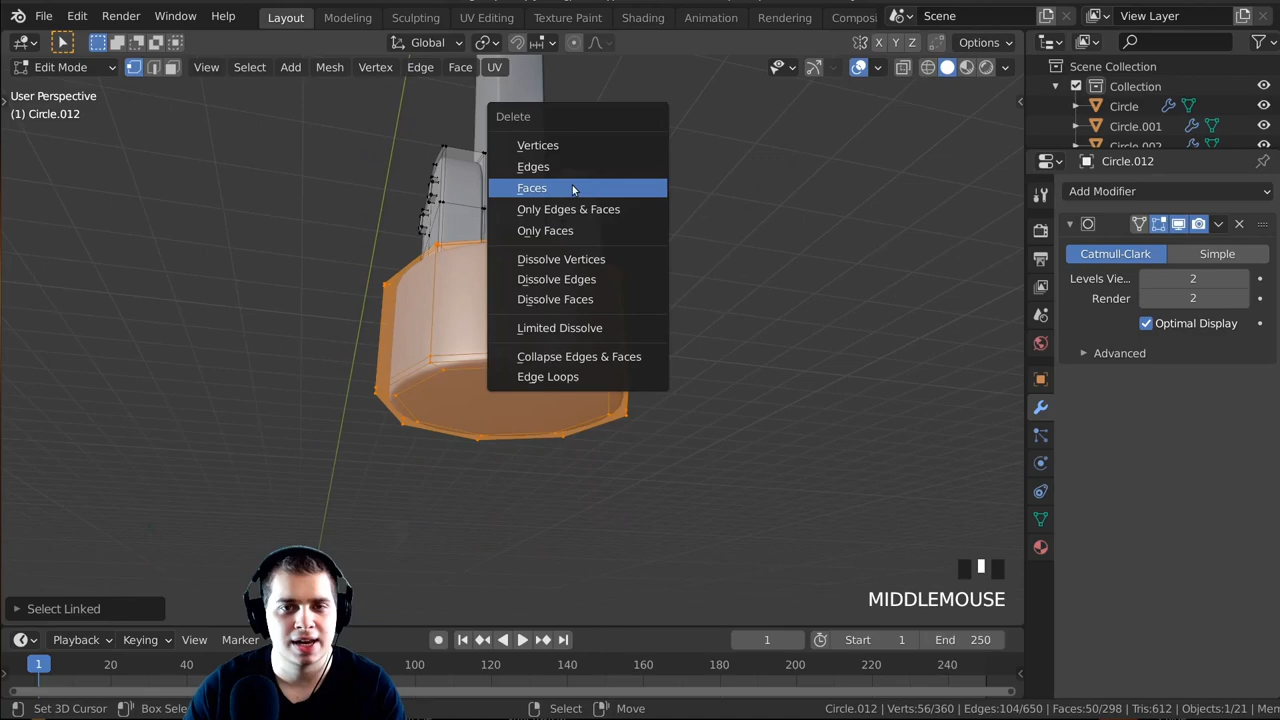 File Edit Render Window Help Layout Modeling Sculpting UV Editing Texture Paint Shading Animation Rendering Compos Scene View Layer
Global X Y Z Options
Edit Mode View Select Add Mesh Vertex Edge Face UV
User Perspective
(1) Circle.012
Delete
Vertices
Edges
Faces
Only Edges & Faces
Only Faces
Dissolve Vertices
Dissolve Edges
Dissolve Faces
Limited Dissolve
Collapse Edges & Faces
Edge Loops
Scene Collection
Collection
Circle
Circle.001
Circle.002
Circle.012
Add Modifier
Catmull-Clark Simple
Levels Vie... 2
Render 2
Optimal Display
Advanced
MIDDLEMOUSE
Select Linked
Playback Keying View Marker 1 Start 1 End 250
1 20 40 100 120 140 160 180 200 220 240
Set 3D Cursor Box Sele Select Move Circle.012 | Verts:56/360 | Edges:104/650 | Faces:50/298 | Tris:612 | Objects:1/21 | Mem